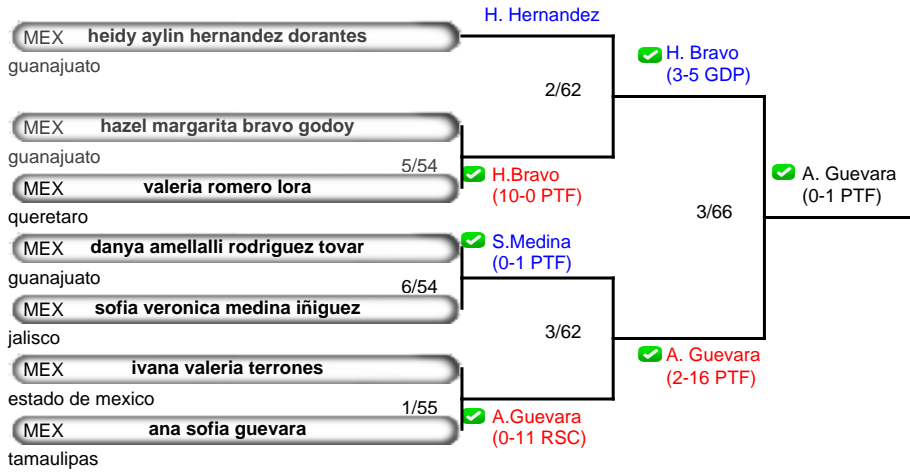 H. Hernandez
MEX heidy aylin hernandez dorantes
guanajuato
H. Bravo
(3-5 GDP)
2/62
MEX hazel margarita bravo godoy
guanajuato
5/54
H.Bravo
(10-0 PTF)
MEX valeria romero lora
queretaro
A. Guevara
(0-1 PTF)
3/66
MEX danya amellalli rodriguez tovar
guanajuato
S.Medina
(0-1 PTF)
6/54
MEX sofia veronica medina iñiguez
jalisco
3/62
A. Guevara
(2-16 PTF)
MEX ivana valeria terrones
estado de mexico
1/55
A.Guevara
(0-11 RSC)
MEX ana sofia guevara
tamaulipas